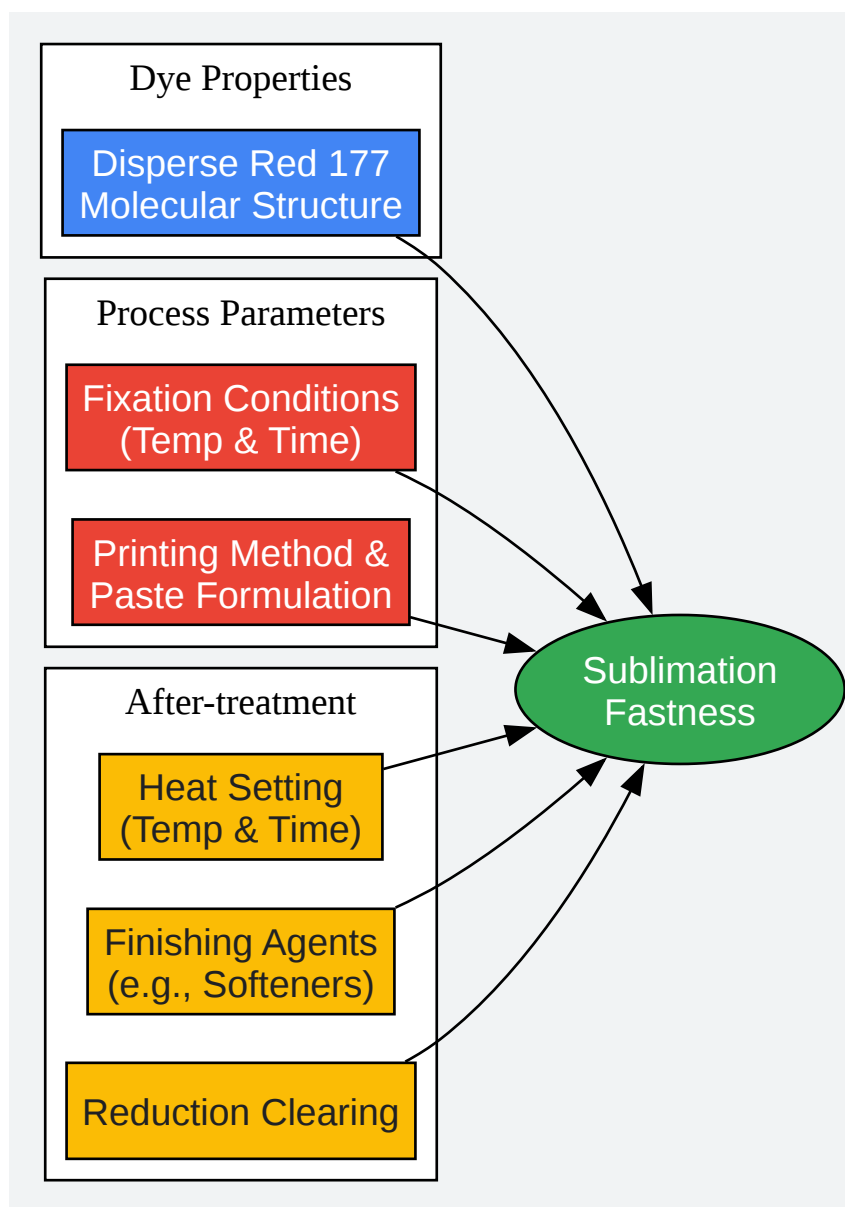 Dye Properties
Disperse Red 177
Molecular Structure
Process Parameters
Fixation Conditions
(Temp & Time)
Printing Method &
Paste Formulation
Sublimation
Fastness
After-treatment
Heat Setting
(Temp & Time)
Finishing Agents
(e.g., Softeners)
Reduction Clearing